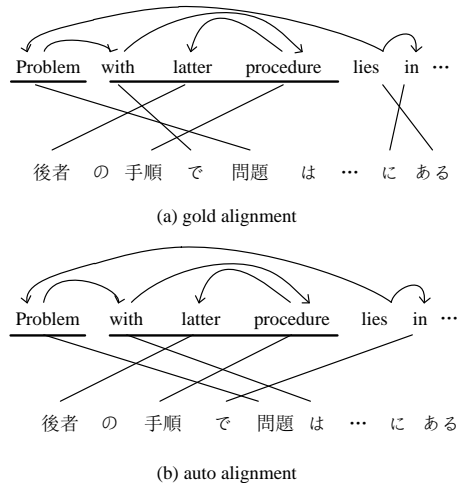 Problem with latter procedure lies in …
後者 の 手順 で 問題 は … に ある
(a) gold alignment
Problem with latter procedure lies in …
後者 の 手順 で 問題 は … に ある
(b) auto alignment